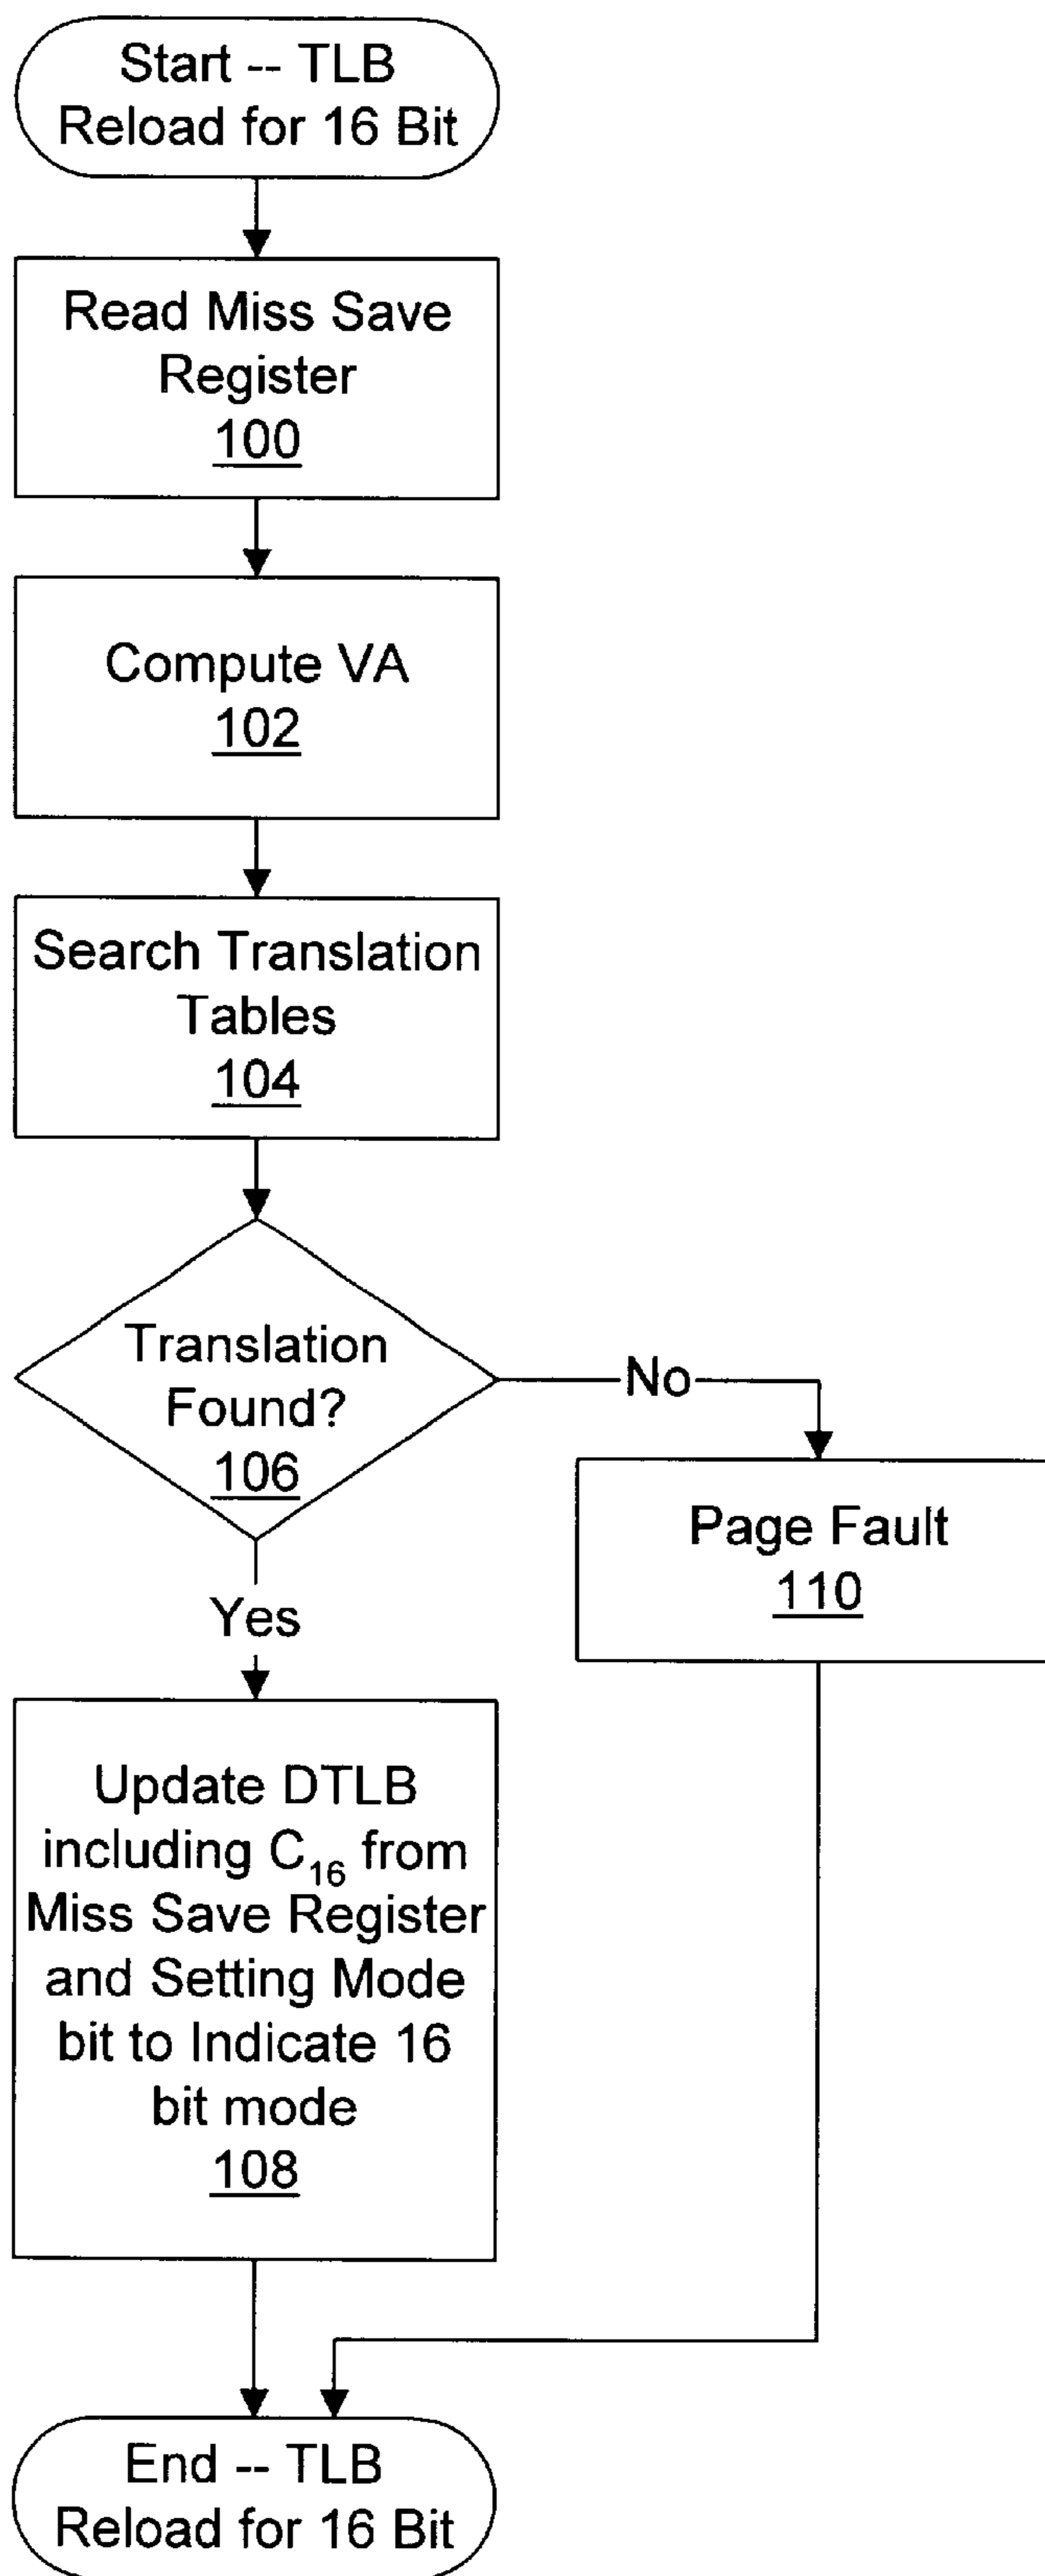 Start -- TLB
Reload for 16 Bit
Read Miss Save
Register
100
Compute VA
102
Search Translation
Tables
104
Translation
Found?
106
No
Page Fault
110
Yes
Update DTLB
including C₁₆ from
Miss Save Register
and Setting Mode
bit to Indicate 16
bit mode
108
End -- TLB
Reload for 16 Bit